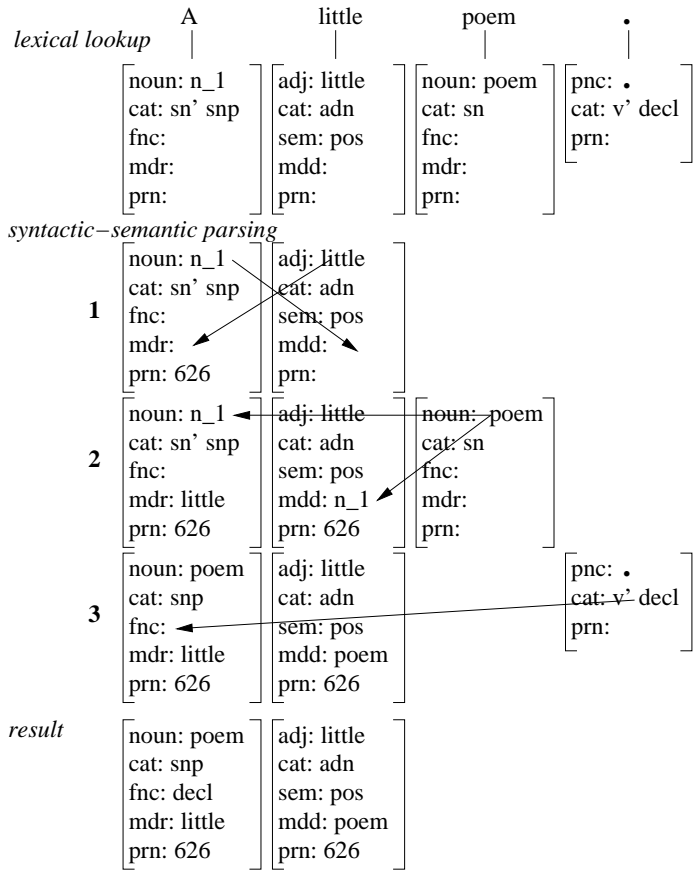 A little poem .
lexical lookup
noun: n_1 adj: little noun: poem pnc: .
cat: sn’ snp cat: adn cat: sn cat: v’ decl
fnc: sem: pos fnc: prn:
mdr: mdd: mdr:
prn: prn: prn:
syntactic−semantic parsing
noun: n_1 adj: little
cat: sn’ snp cat: adn
1 fnc: sem: pos
mdr: mdd:
prn: 626 prn:
noun: n_1 adj: little noun: poem
cat: sn’ snp cat: adn cat: sn
2 fnc: sem: pos fnc:
mdr: little mdd: n_1 mdr:
prn: 626 prn: 626 prn:
noun: poem adj: little pnc: .
cat: snp cat: adn cat: v’ decl
3 fnc: sem: pos prn:
mdr: little mdd: poem
prn: 626 prn: 626
result
noun: poem adj: little
cat: snp cat: adn
fnc: decl sem: pos
mdr: little mdd: poem
prn: 626 prn: 626